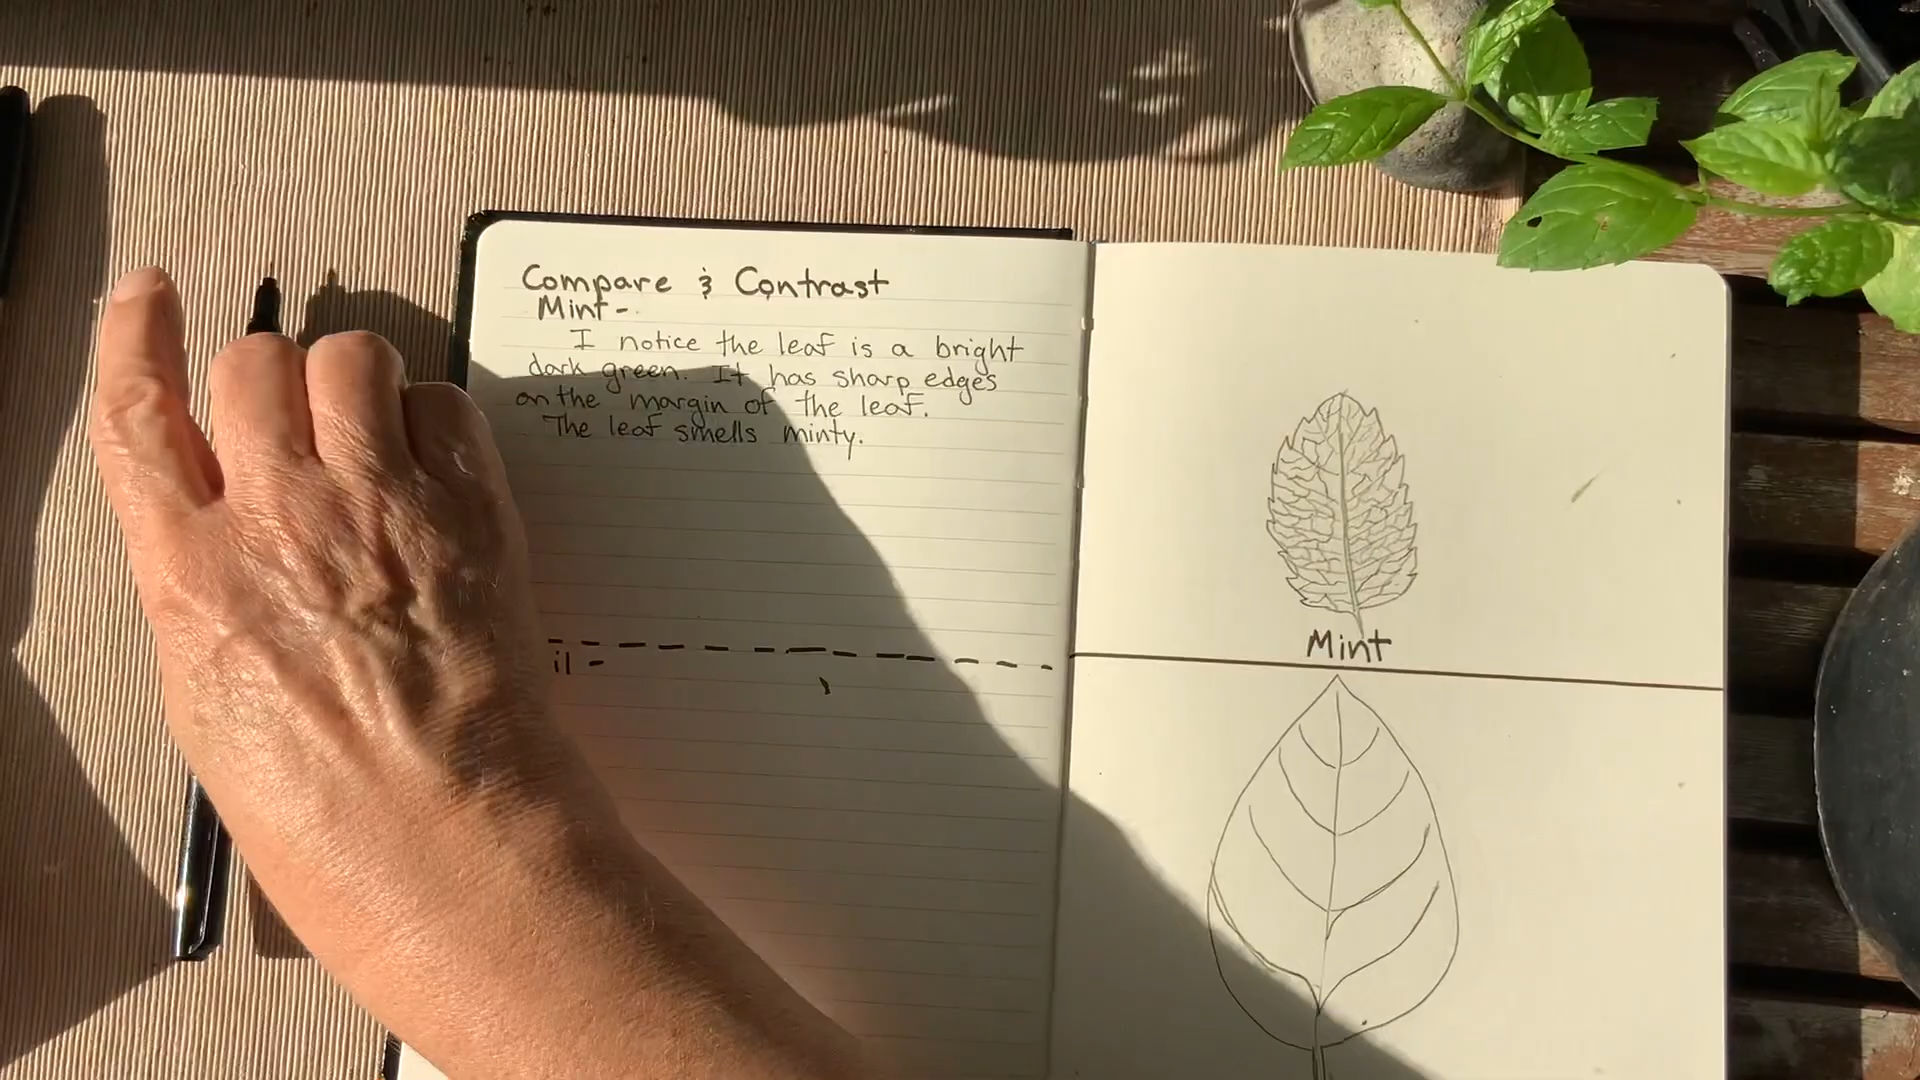 Compare & Contrast
Mint-
I notice the leaf is a bright
dark green. It has sharp edges
on the margin of the leaf.
The leaf smells minty.
il -
Mint